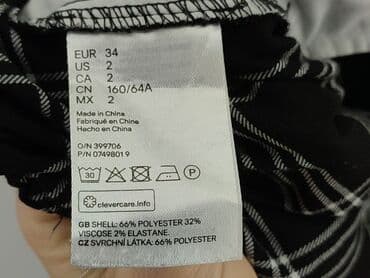 EUR 34
US 2
CA 2
CN 160/64A
MX 2
Made in China
Fabriqué en Chine
Hecho en China
O/N 399706
P/N 07498019
30
P
clevercare.info
GB SHELL: 66% POLYESTER 32%
VISCOSE 2% ELASTANE.
CZ SVRCHNÍ LÁTKA: 66% POLYESTER